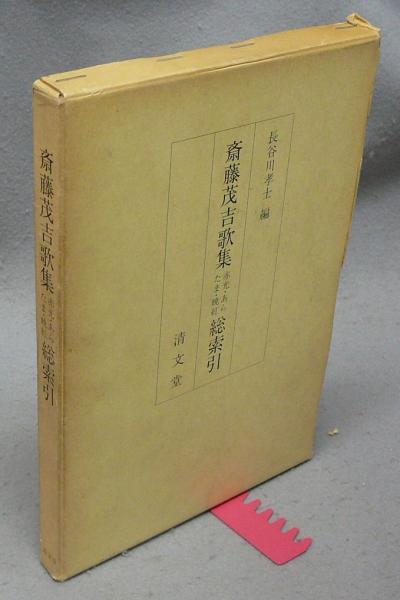 長谷川孝士 編
斎藤茂吉歌集 赤光・あらたま・暁紅 総索引
清文堂
斎藤茂吉歌集 赤光・あらたま・暁紅 総索引